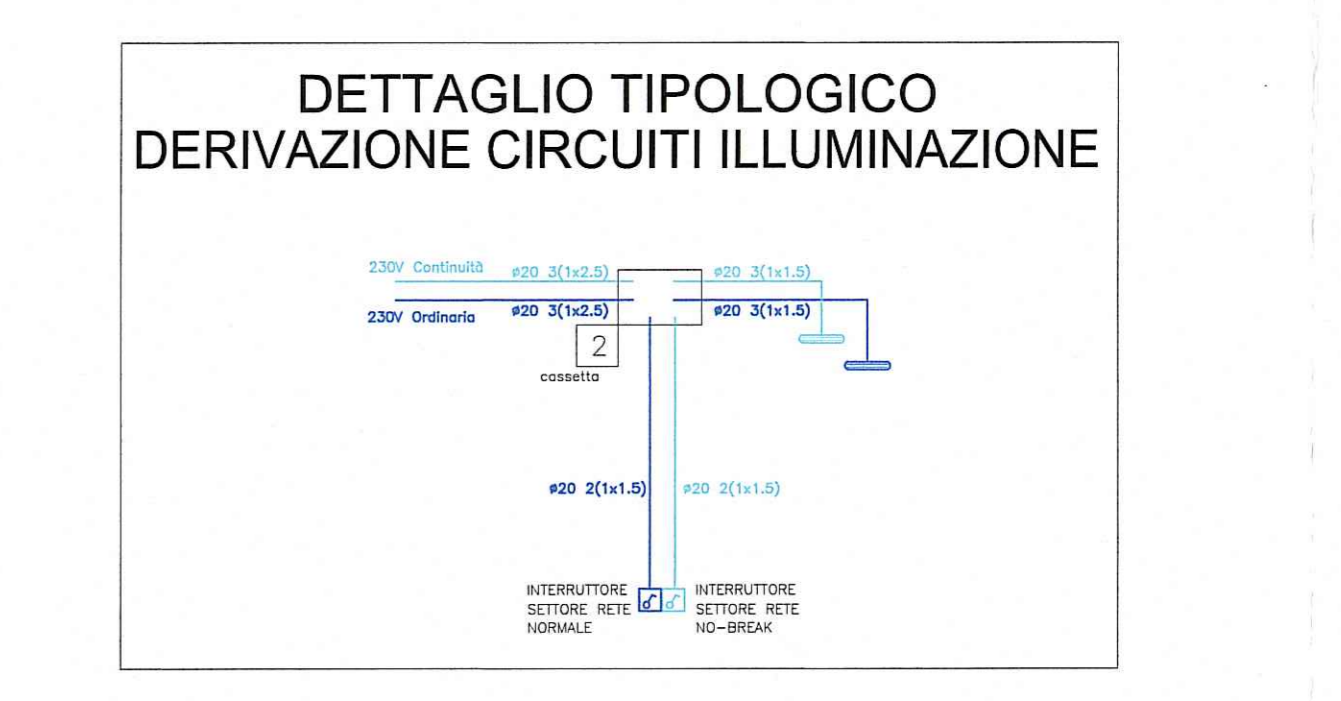 DETTAGLIO TIPOLOGICO
DERIVAZIONE CIRCUITI ILLUMINAZIONE
230V Continuità
ø20 3(1x2.5)
ø20 3(1x1.5)
230V Ordinaria
ø20 3(1x2.5)
ø20 3(1x1.5)
2
cassetta
ø20 2(1x1.5)
ø20 2(1x1.5)
INTERRUTTORE
SETTORE RETE
NORMALE
INTERRUTTORE
SETTORE RETE
NO-BREAK